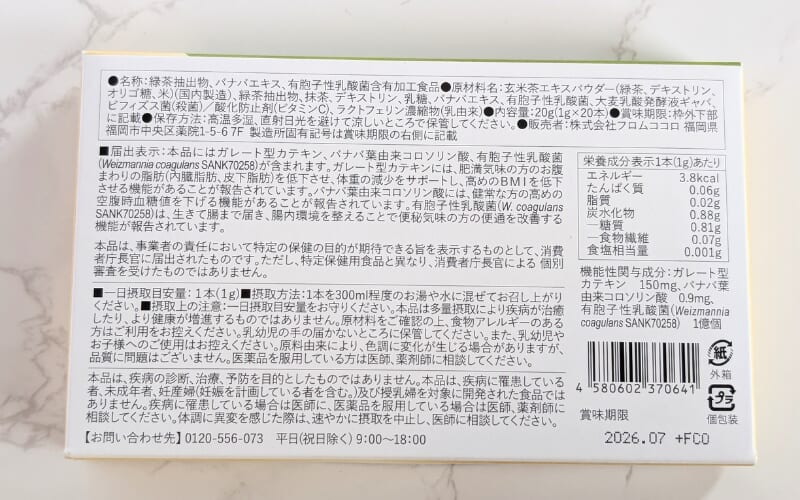 ●名称:緑茶抽出物、バナバエキス、有胞子性乳酸菌含有加工食品●原材料名:玄米茶エキスパウダー(緑茶、デキストリン、
オリゴ糖、米)(国内製造)、緑茶抽出物、抹茶、デキストリン、乳糖、バナバエキス、有胞子性乳酸菌、大麦乳酸発酵液ギャバ、
ビフィズス菌(殺菌)/酸化防止剤(ビタミンC)、ラクトフェリン濃縮物(乳由来)●内容量:20g(1g×20本)●賞味期限:枠外下部
に記載●保存方法:高温多湿、直射日光を避けて涼しいところで保管してください。●販売者:株式会社フロムココロ 福岡県
福岡市中央区薬院1-5-6 7F 製造所固有記号は賞味期限の右側に記載
■届出表示:本品にはガレート型カテキン、バナバ葉由来コロソリン酸、有胞子性乳酸菌
(Weizmannia coagulans SANK70258)が含まれます。ガレート型カテキンには、肥満気味の方のお腹
まわりの脂肪(内臓脂肪、皮下脂肪)を低下させ、体重の減少をサポートし、高めのBMIを低下
させる機能があることが報告されています。バナバ葉由来コロソリン酸には、健常な方の高めの
空腹時血糖値を下げる機能があることが報告されています。有胞子性乳酸菌(W. coagulans
SANK70258)は、生きて腸まで届き、腸内環境を整えることで便秘気味の方の便通を改善する
機能が報告されています。
本品は、事業者の責任において特定の保健の目的が期待できる旨を表示するものとして、消費
者庁長官に届出されたものです。ただし、特定保健用食品と異なり、消費者庁長官による 個別
審査を受けたものではありません。
■一日摂取目安量: 1本(1g)■摂取方法:1本を300ml程度のお湯や水に混ぜてお召し上がり
ください。■摂取上の注意:一日摂取目安量をお守りください。本品は多量摂取により疾病が治癒
したり、より健康が増進するものではありません。原材料をご確認の上、食物アレルギーのある
方はご利用をお控えください。乳幼児の手の届かないところに保管してください。また、乳幼児や
お子様へのご使用はお控えください。原料由来により、色調に変化が生じる場合がありますが、
品質に問題はございません。医薬品を服用している方は医師、薬剤師に相談してください。
本品は、疾病の診断、治療、予防を目的としたものではありません。本品は、疾病に罹患している
者、未成年者、妊産婦(妊娠を計画している者を含む。)及び授乳婦を対象に開発された食品では
ありません。疾病に罹患している場合は医師に、医薬品を服用している場合は医師、薬剤師に
相談してください。体調に異変を感じた際は、速やかに摂取を中止し、医師に相談してください。
【お問い合わせ先】0120-556-073 平日(祝日除く) 9:00〜18:00
栄養成分表示1本(1g)あたり
エネルギー 3.8kcal
たんぱく質 0.06g
脂質 0.02g
炭水化物 0.88g
―糖質 0.81g
―食物繊維 0.07g
食塩相当量 0.001g
機能性関与成分:ガレート型
カテキン 150mg、バナバ葉
由来コロソリン酸 0.9mg、
有胞子性乳酸菌(Weizmannia
coagulans SANK70258) 1億個
紙
外箱
4 580602 370641
プラ
個包装
賞味期限
2026.07 +FC0